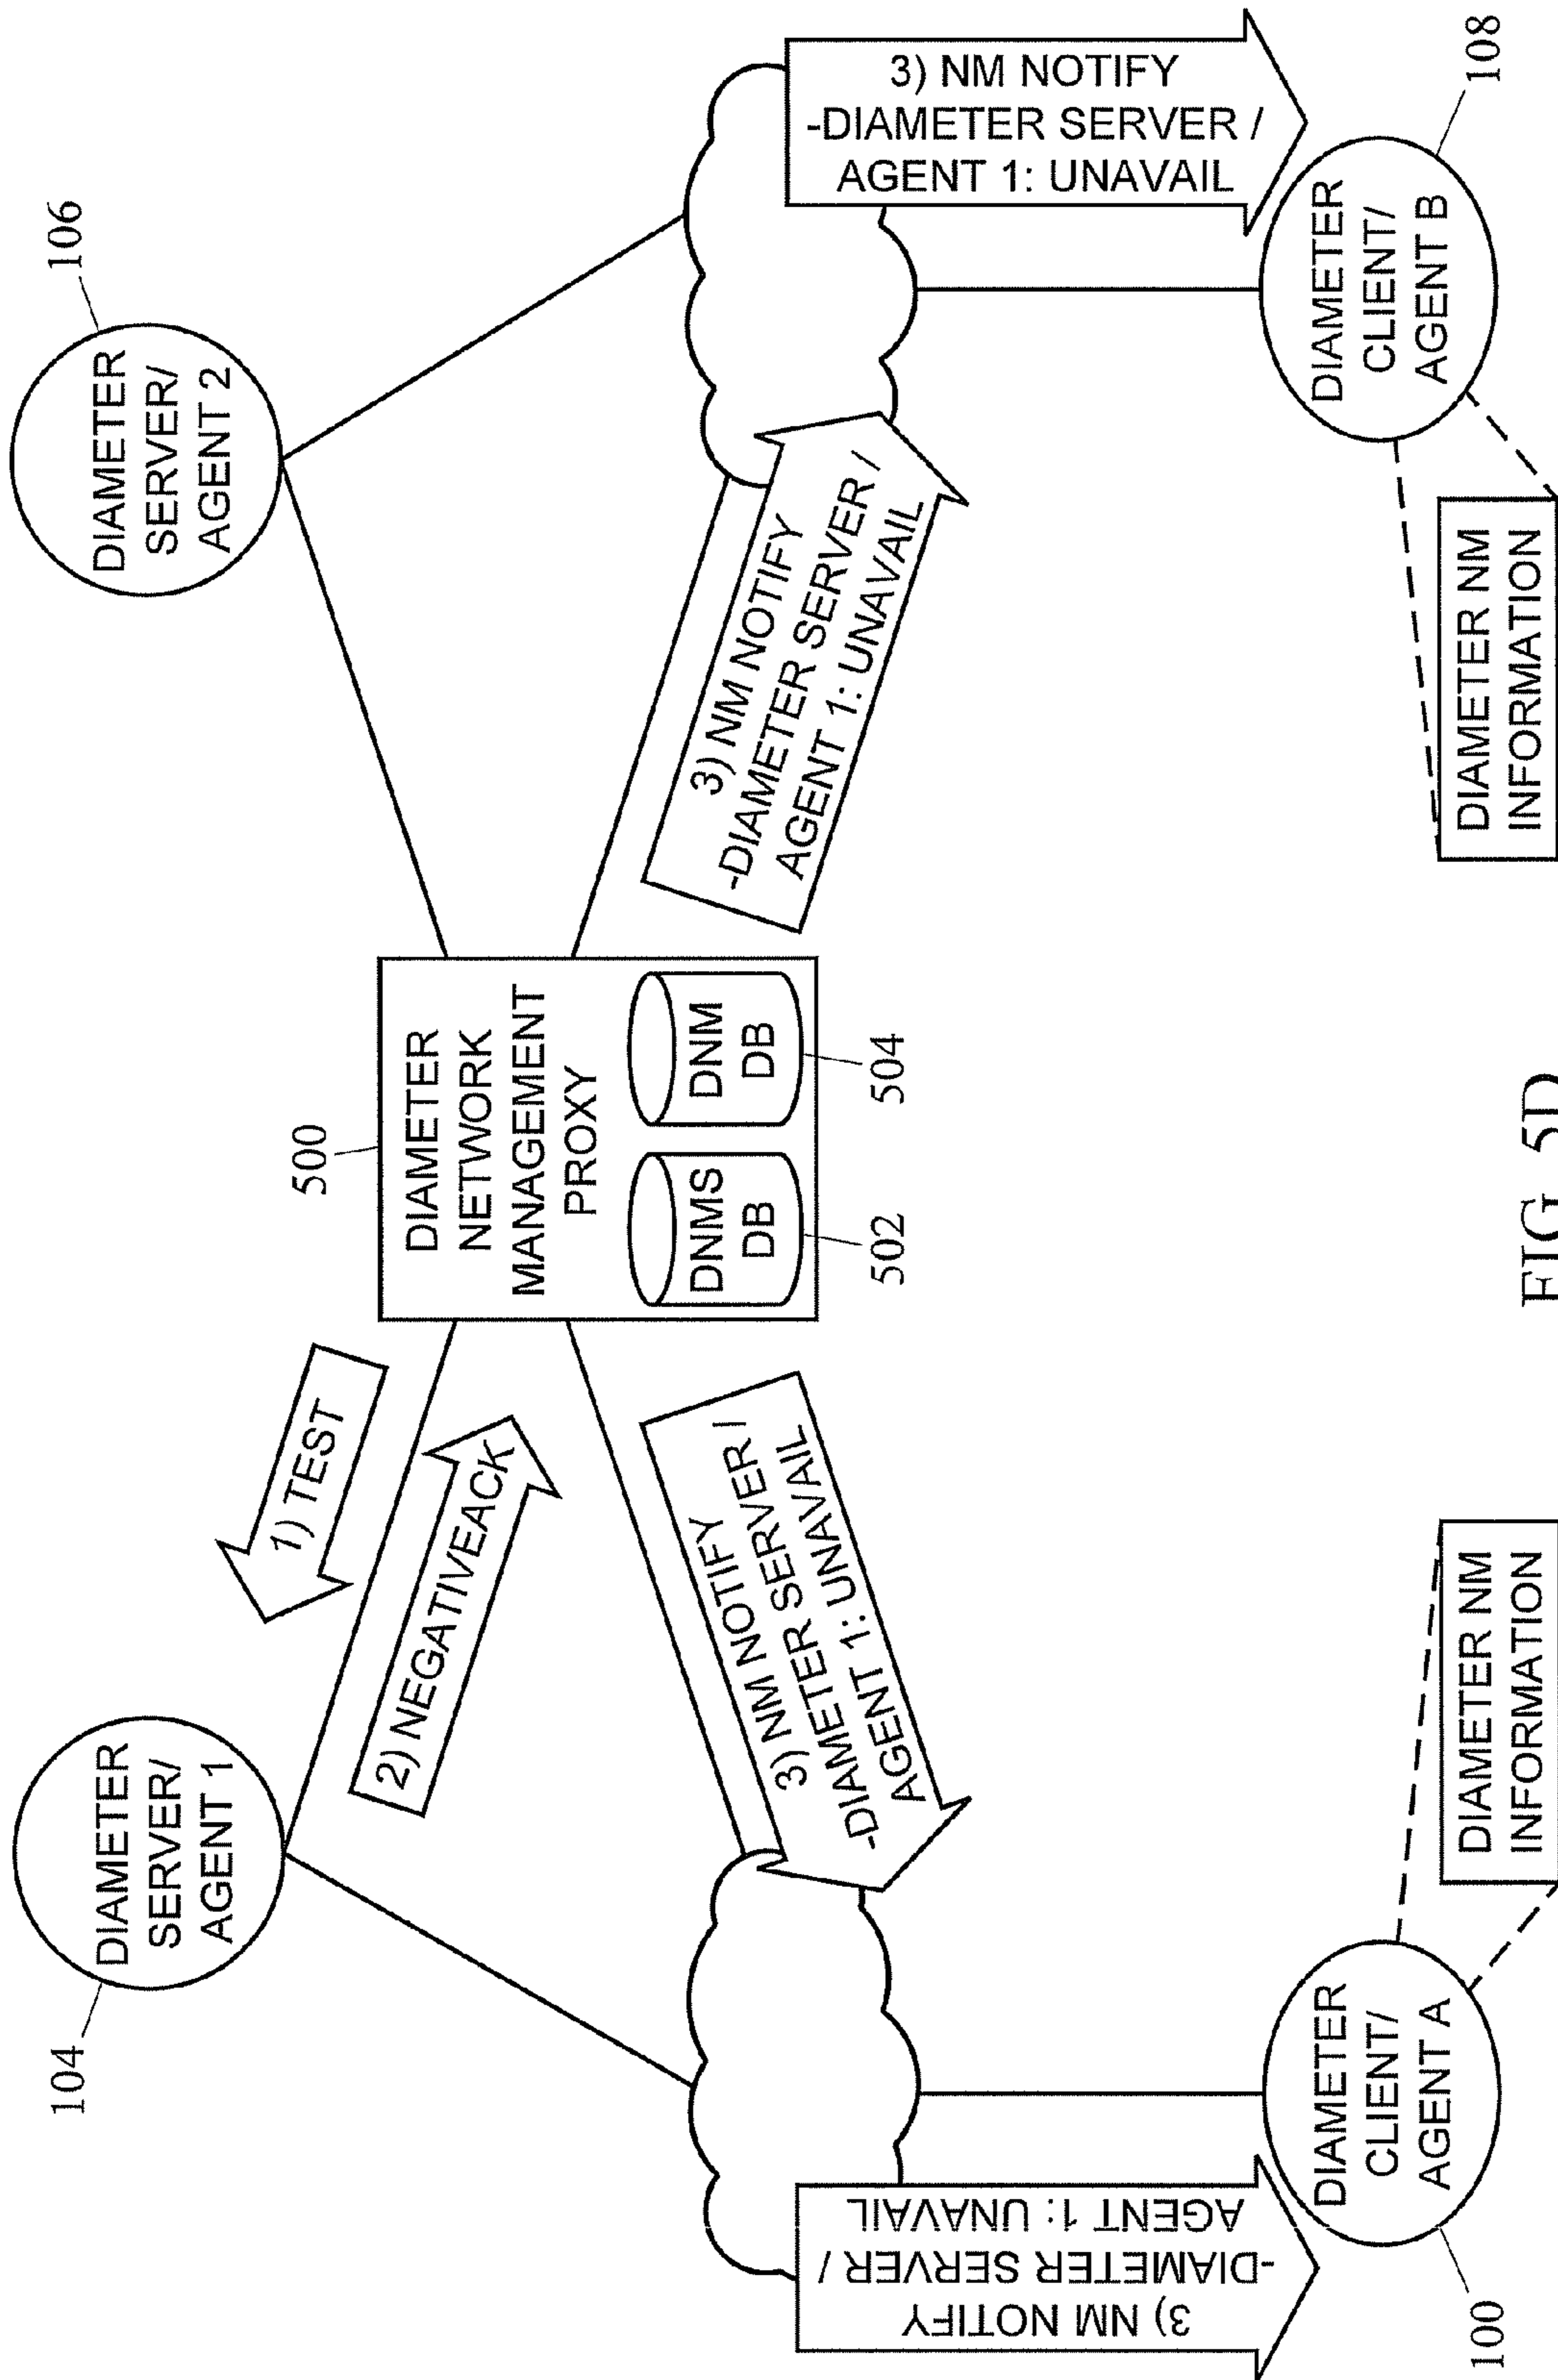 106
DIAMETER
SERVER/
AGENT 2
104
DIAMETER
SERVER/
AGENT 1
1) TEST
2) NEGATIVEACK
500
DIAMETER
NETWORK
MANAGEMENT
PROXY
DNMS
DB
DNM
DB
502
504
3) NM NOTIFY
-DIAMETER SERVER /
AGENT 1: UNAVAIL
3) NM NOTIFY
-DIAMETER SERVER /
AGENT 1: UNAVAIL
3) NM NOTIFY
-DIAMETER SERVER /
AGENT 1: UNAVAIL
3) NM NOTIFY
-DIAMETER SERVER /
AGENT 1: UNAVAIL
DIAMETER
CLIENT/
AGENT A
100
DIAMETER NM
INFORMATION
DIAMETER
CLIENT/
AGENT B
108
DIAMETER NM
INFORMATION
FIG. 5D